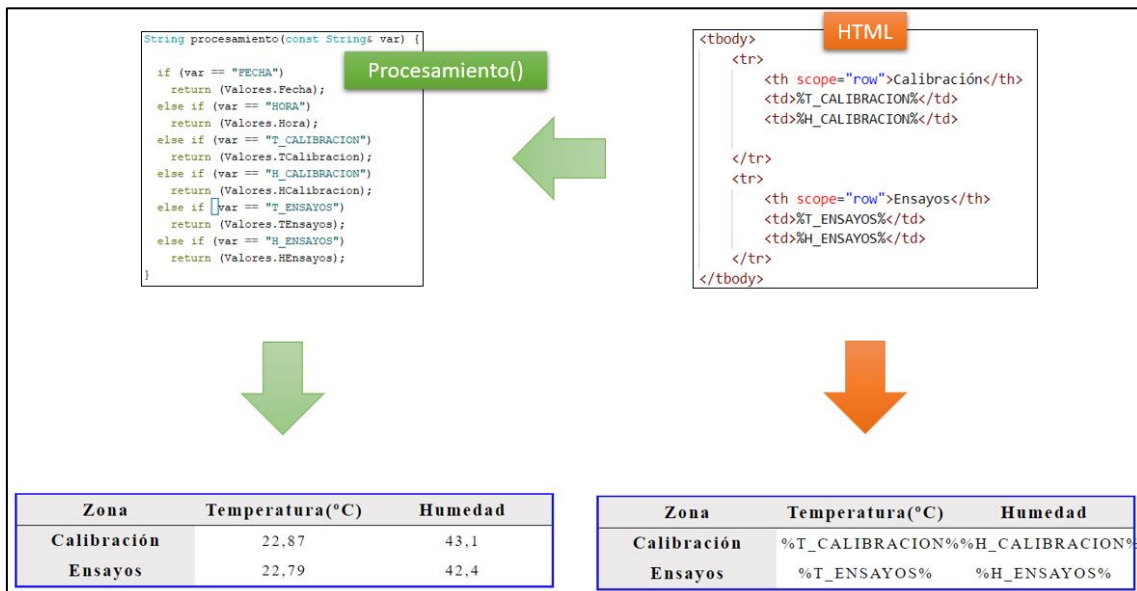 String procesamiento(const String& var) {
if (var == "FECHA")
return (Valores.Fecha);
else if (var == "HORA")
return (Valores.Hora);
else if (var == "T_CALIBRACION")
return (Valores.TCalibracion);
else if (var == "H_CALIBRACION")
return (Valores.HCalibracion);
else if (var == "T_ENSAYOS")
return (Valores.TEnsayos);
else if (var == "H_ENSAYOS")
return (Valores.HEnsayos);
}
Procesamiento()
HTML
<tbody>
<tr>
<th scope="row">Calibración</th>
<td>%T_CALIBRACION%</td>
<td>%H_CALIBRACION%</td>
</tr>
<tr>
<th scope="row">Ensayos</th>
<td>%T_ENSAYOS%</td>
<td>%H_ENSAYOS%</td>
</tr>
</tbody>
Zona Temperatura(ºC) Humedad
Calibración 22,87 43,1
Ensayos 22,79 42,4
Zona Temperatura(ºC) Humedad
Calibración %T_CALIBRACION%%H_CALIBRACION%
Ensayos %T_ENSAYOS% %H_ENSAYOS%